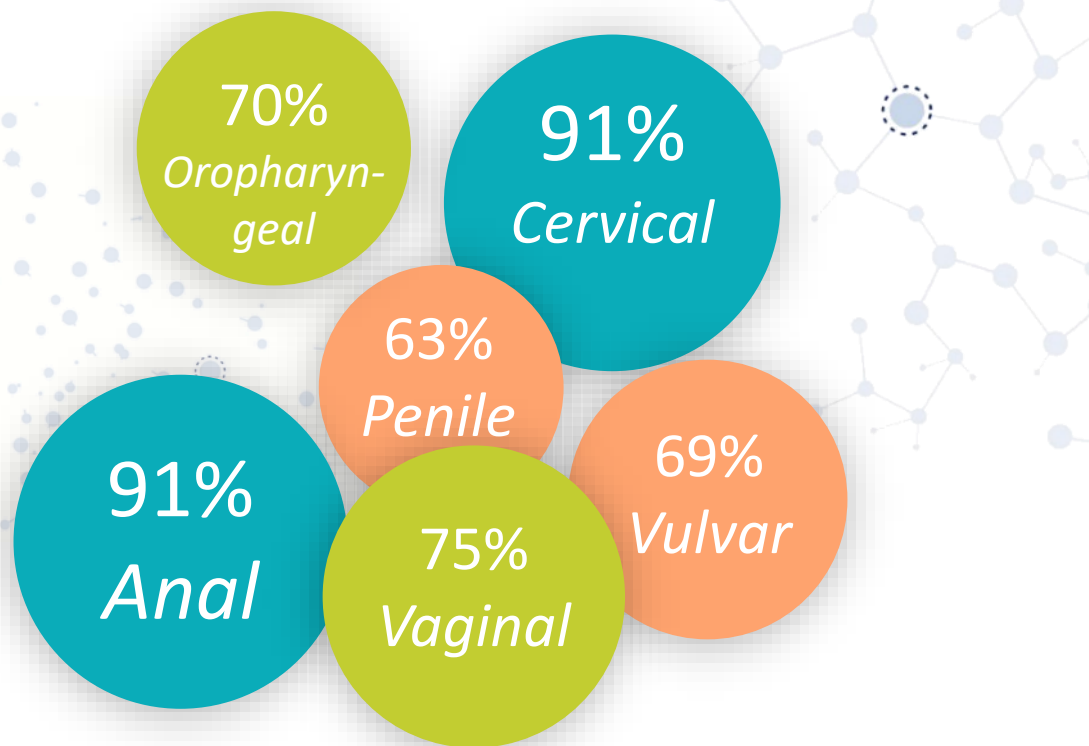 70%
Oropharyn-
geal
91%
Cervical
63%
Penile
69%
Vulvar
91%
Anal
75%
Vaginal